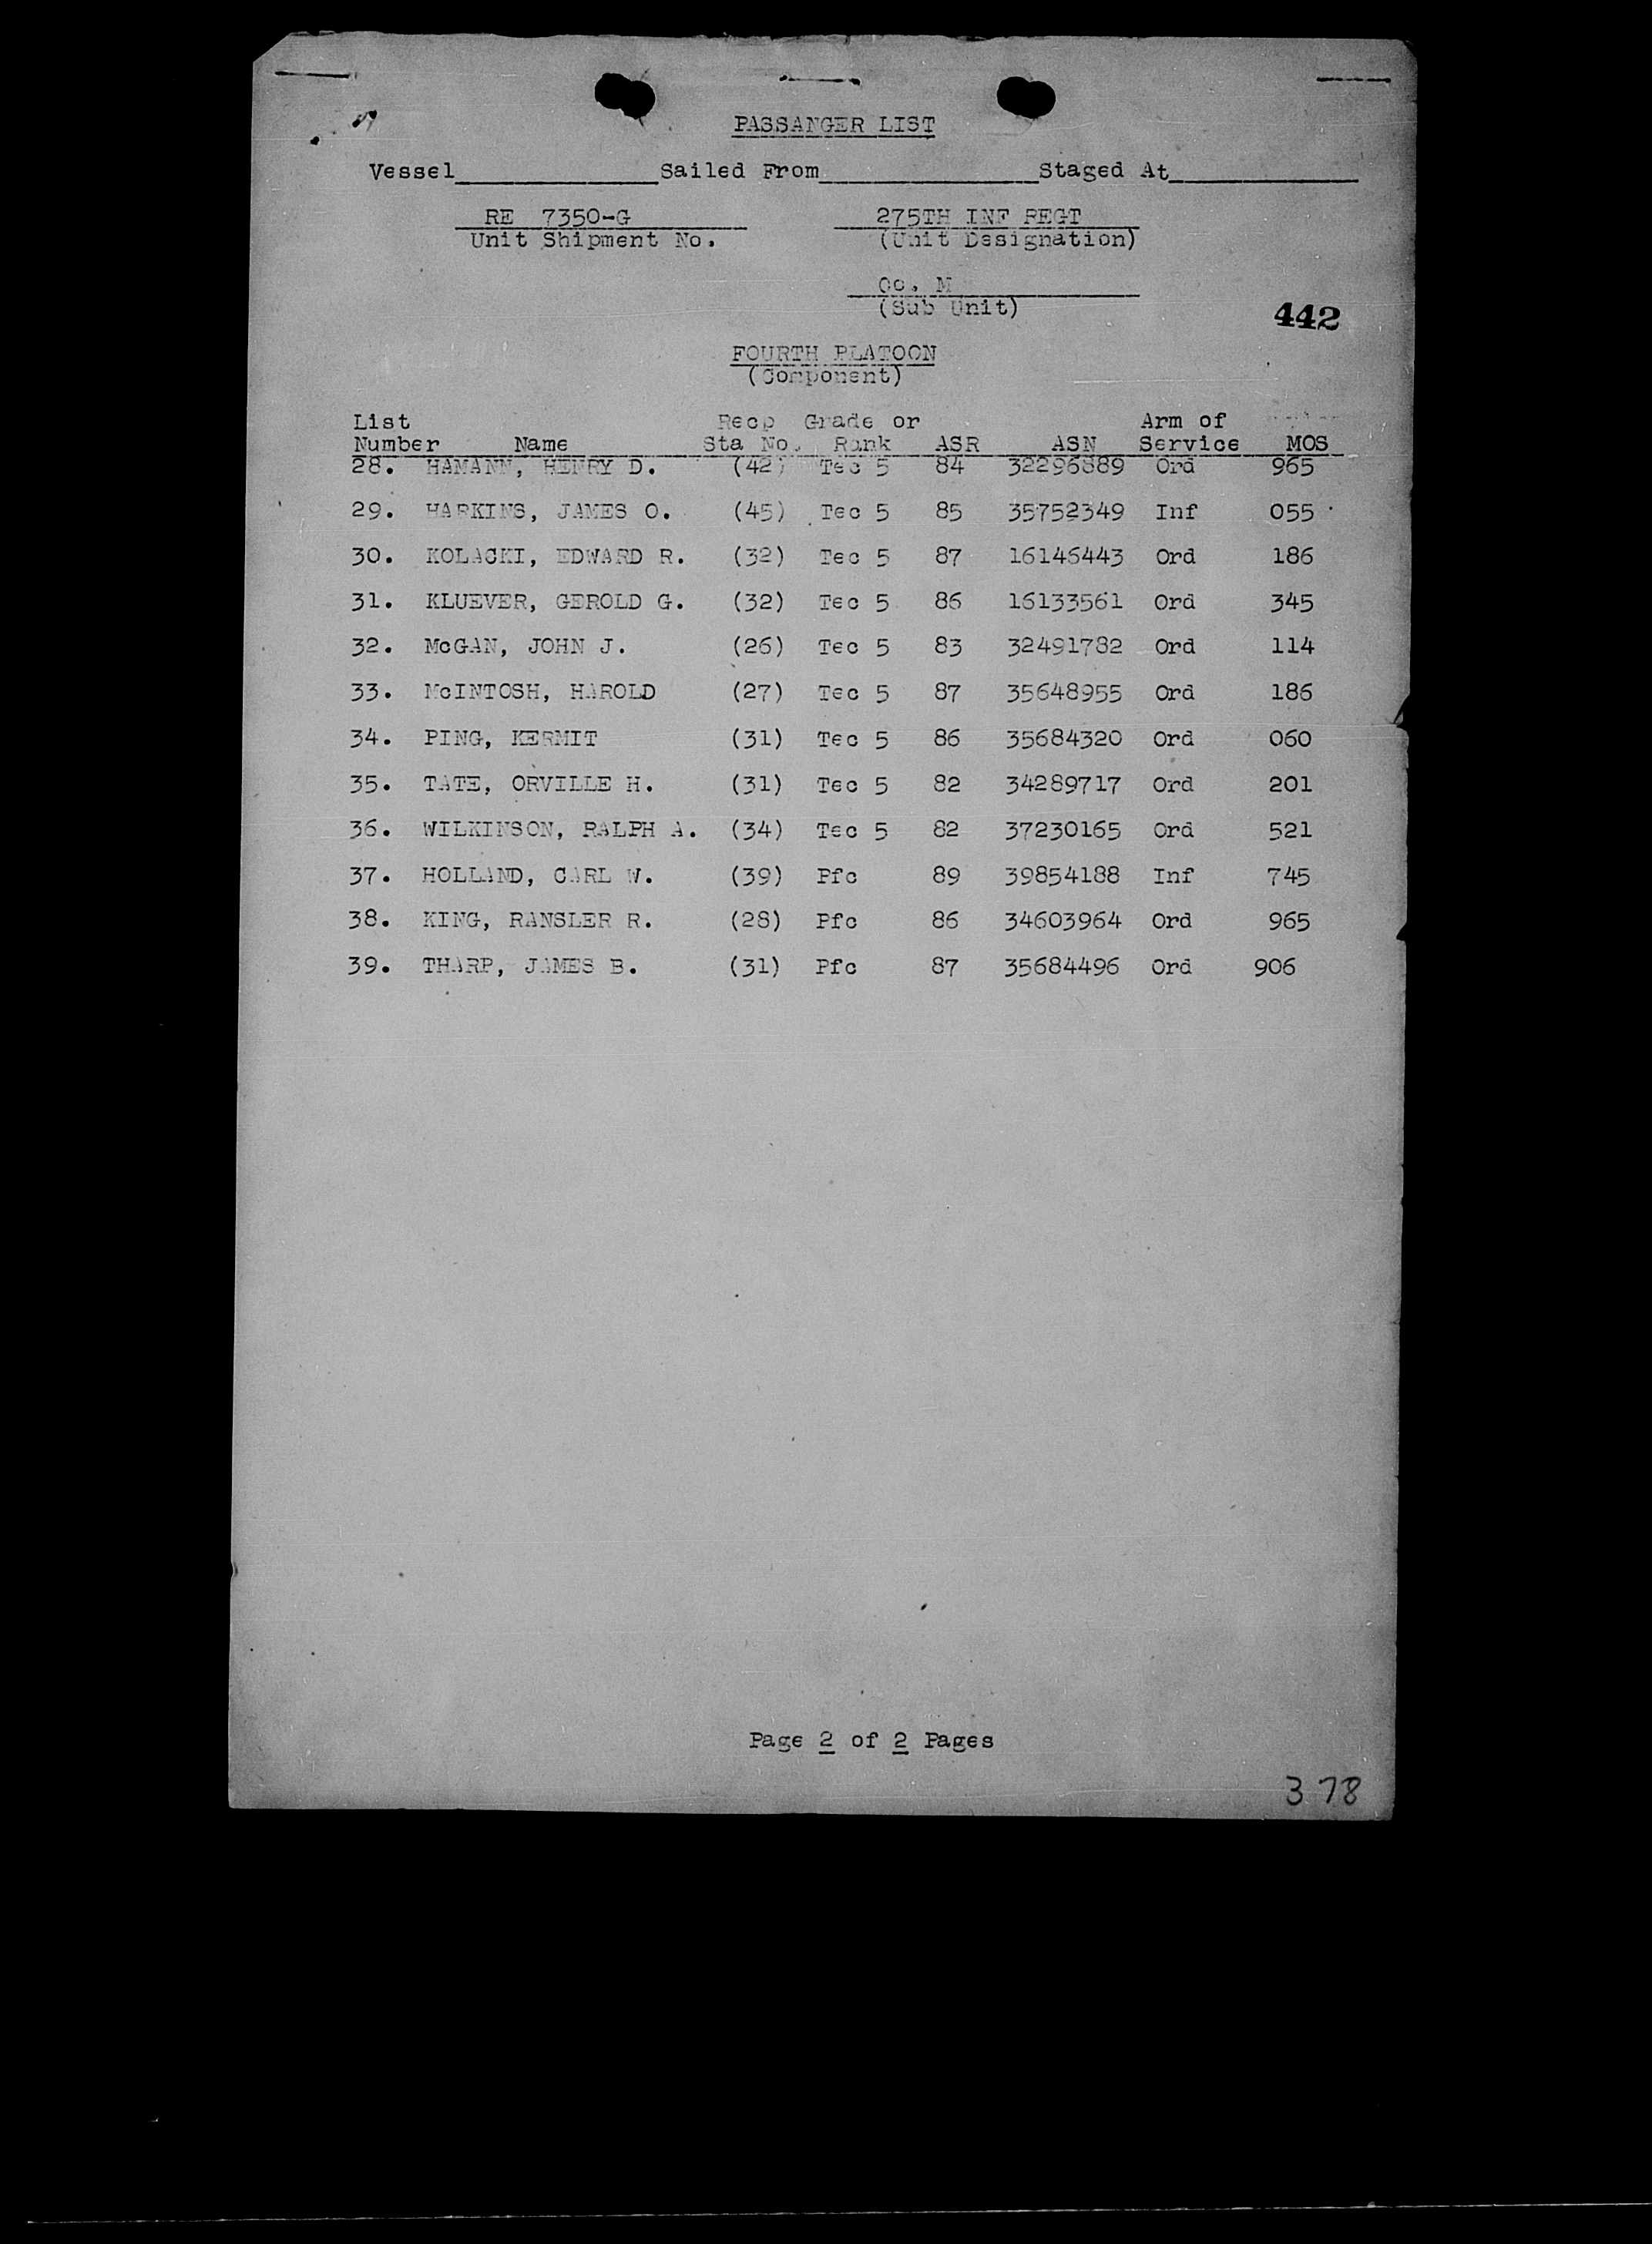 PASSANGER LIST
Vessel Sailed From Staged At
RE 7350-G 275TH INF REGT
Unit Shipment No. (Unit Designation)
Co. M
(Sub Unit)
442
FOURTH PLATOON
(Component)
List Recp Grade or Arm of
Number Name Sta No. Rank ASR ASN Service MOS
28. HAMANN, HENRY D. (42) Tec 5 84 32296889 Ord 965
29. HARKINS, JAMES O. (45) Tec 5 85 35752349 Inf 055
30. KOLACKI, EDWARD R. (32) Tec 5 87 16146443 Ord 186
31. KLUEVER, GEROLD G. (32) Tec 5 86 16133561 Ord 345
32. McGAN, JOHN J. (26) Tec 5 83 32491782 Ord 114
33. McINTOSH, HAROLD (27) Tec 5 87 35648955 Ord 186
34. PING, KERMIT (31) Tec 5 86 35684320 Ord 060
35. TATE, ORVILLE H. (31) Tec 5 82 34289717 Ord 201
36. WILKINSON, RALPH A. (34) Tec 5 82 37230165 Ord 521
37. HOLLAND, CARL W. (39) Pfc 89 39854188 Inf 745
38. KING, RANSLER R. (28) Pfc 86 34603964 Ord 965
39. THARP, JAMES B. (31) Pfc 87 35684496 Ord 906
Page 2 of 2 Pages
378